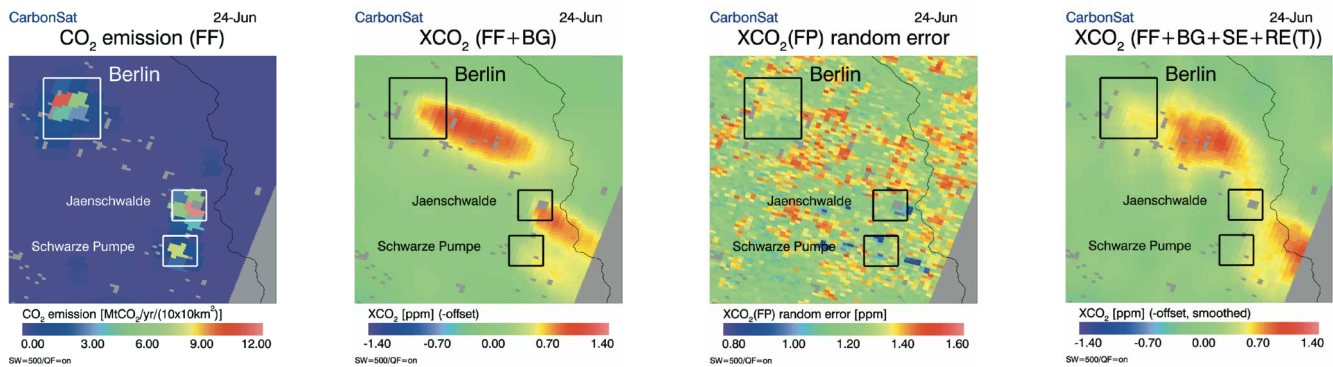 CarbonSat 24-Jun
CO₂ emission (FF)
Berlin
Jaenschwalde
Schwarze Pumpe
CO₂ emission [MtCO₂/yr/(10x10km²)]
0.00 3.00 6.00 9.00 12.00
SW=500/QF=on
CarbonSat 24-Jun
XCO₂ (FF+BG)
Berlin
Jaenschwalde
Schwarze Pumpe
XCO₂ [ppm] (-offset)
-1.40 -0.70 0.00 0.70 1.40
SW=500/QF=on
CarbonSat 24-Jun
XCO₂(FP) random error
Berlin
Jaenschwalde
Schwarze Pumpe
XCO₂(FP) random error [ppm]
0.80 1.00 1.20 1.40 1.60
SW=500/QF=on
CarbonSat 24-Jun
XCO₂ (FF+BG+SE+RE(T))
Berlin
Jaenschwalde
Schwarze Pumpe
XCO₂ [ppm] (-offset, smoothed)
-1.40 -0.70 0.00 0.70 1.40
SW=500/QF=on